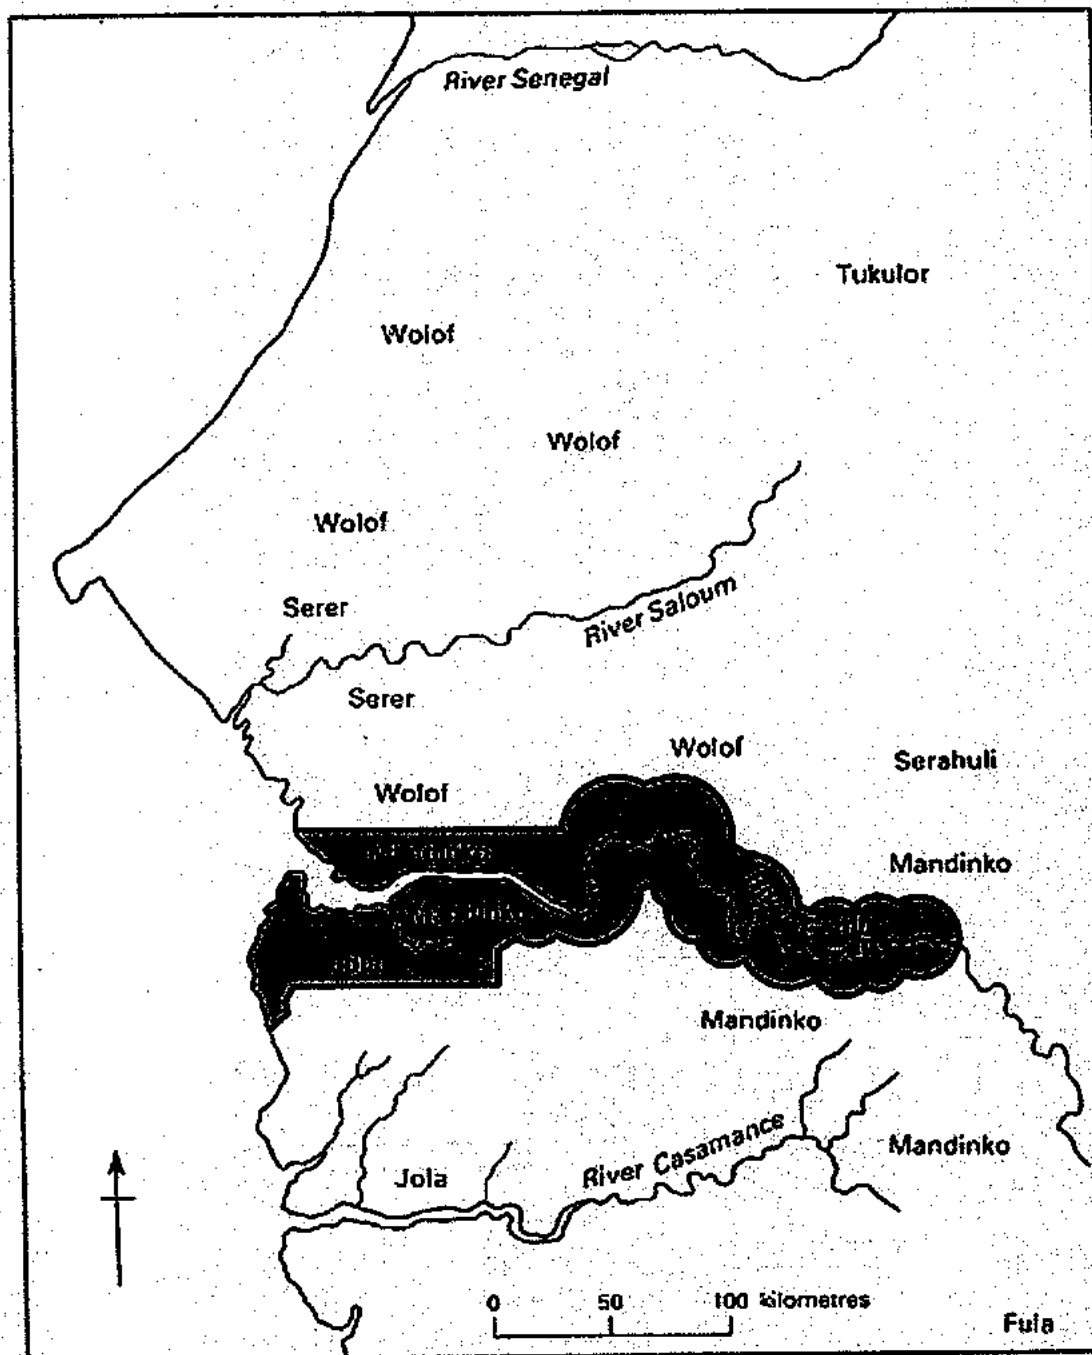 River Senegal
Tukulor
Wolof
Wolof
Wolof
Serer
River Saloum
Serer
Wolof
Serahuli
Wolof
Mandinko
Mandinko
River Casamance
Mandinko
Jola
0 50 100 kilometres
Fula